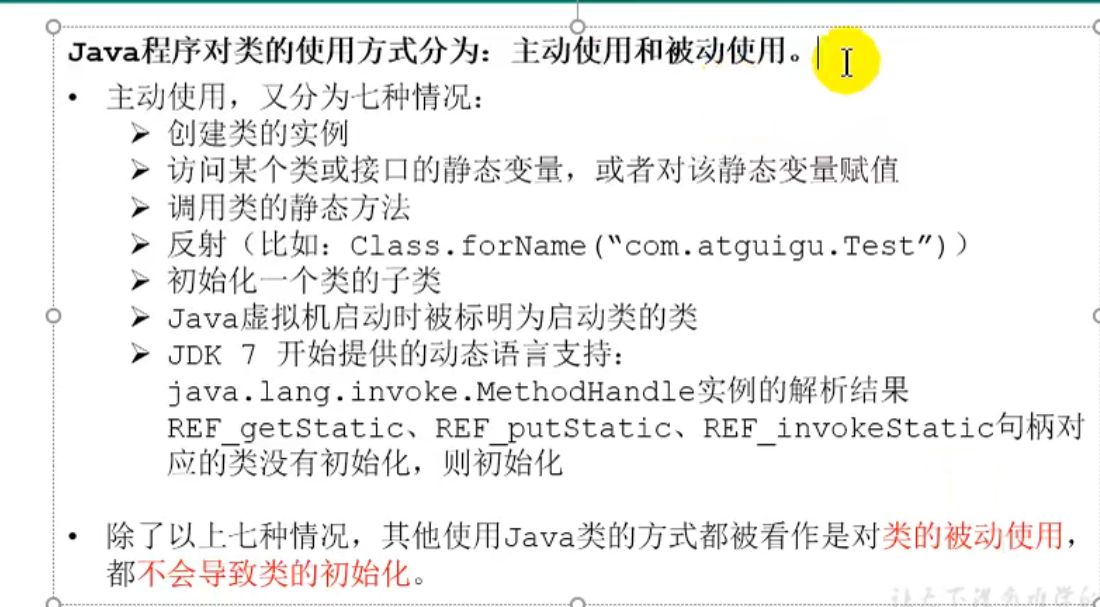 Java程序对类的使用方式分为：主动使用和被动使用。
• 主动使用，又分为七种情况：
➢ 创建类的实例
➢ 访问某个类或接口的静态变量，或者对该静态变量赋值
➢ 调用类的静态方法
➢ 反射（比如：Class.forName(“com.atguigu.Test”)）
➢ 初始化一个类的子类
➢ Java虚拟机启动时被标明为启动类的类
➢ JDK 7 开始提供的动态语言支持：
java.lang.invoke.MethodHandle实例的解析结果
REF_getStatic、REF_putStatic、REF_invokeStatic句柄对
应的类没有初始化，则初始化
• 除了以上七种情况，其他使用Java类的方式都被看作是对类的被动使用，
都不会导致类的初始化。